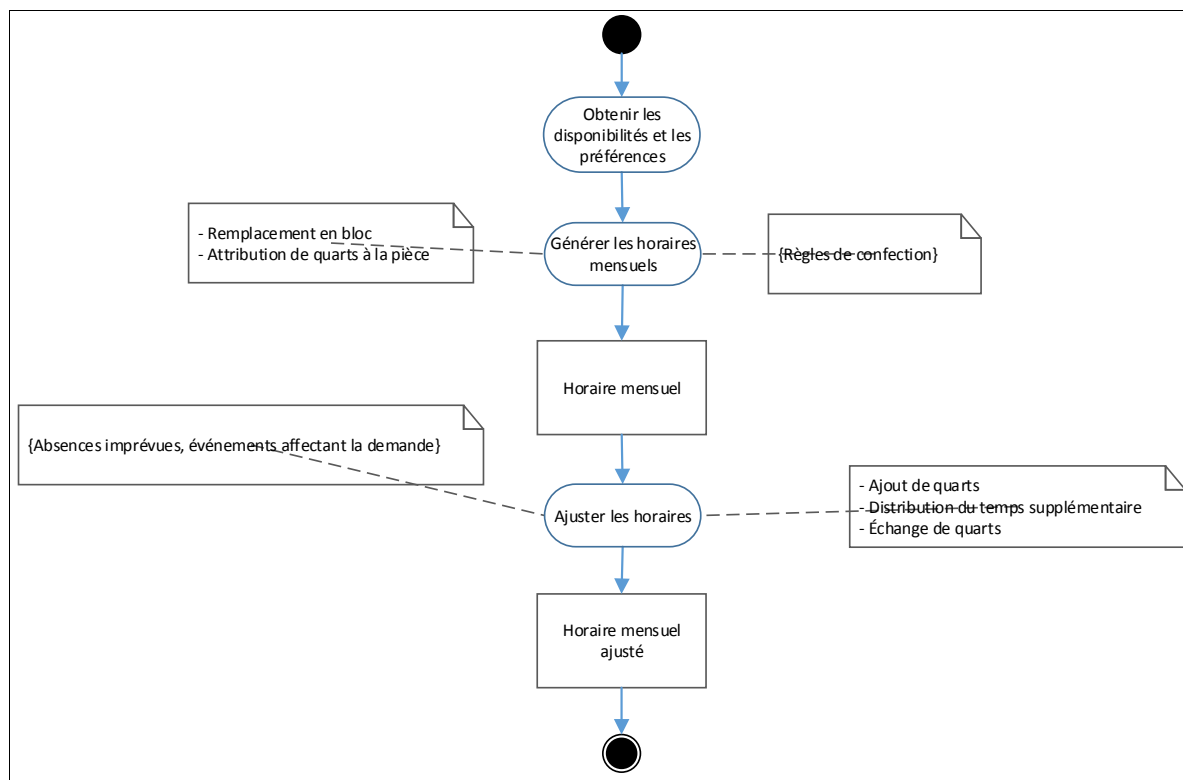 Obtenir les
disponibilités et les
préférences
- Remplacement en bloc
- Attribution de quarts à la pièce
Générer les horaires
mensuels
{Règles de confection}
Horaire mensuel
{Absences imprévues, événements affectant la demande}
Ajuster les horaires
- Ajout de quarts
- Distribution du temps supplémentaire
- Échange de quarts
Horaire mensuel
ajusté